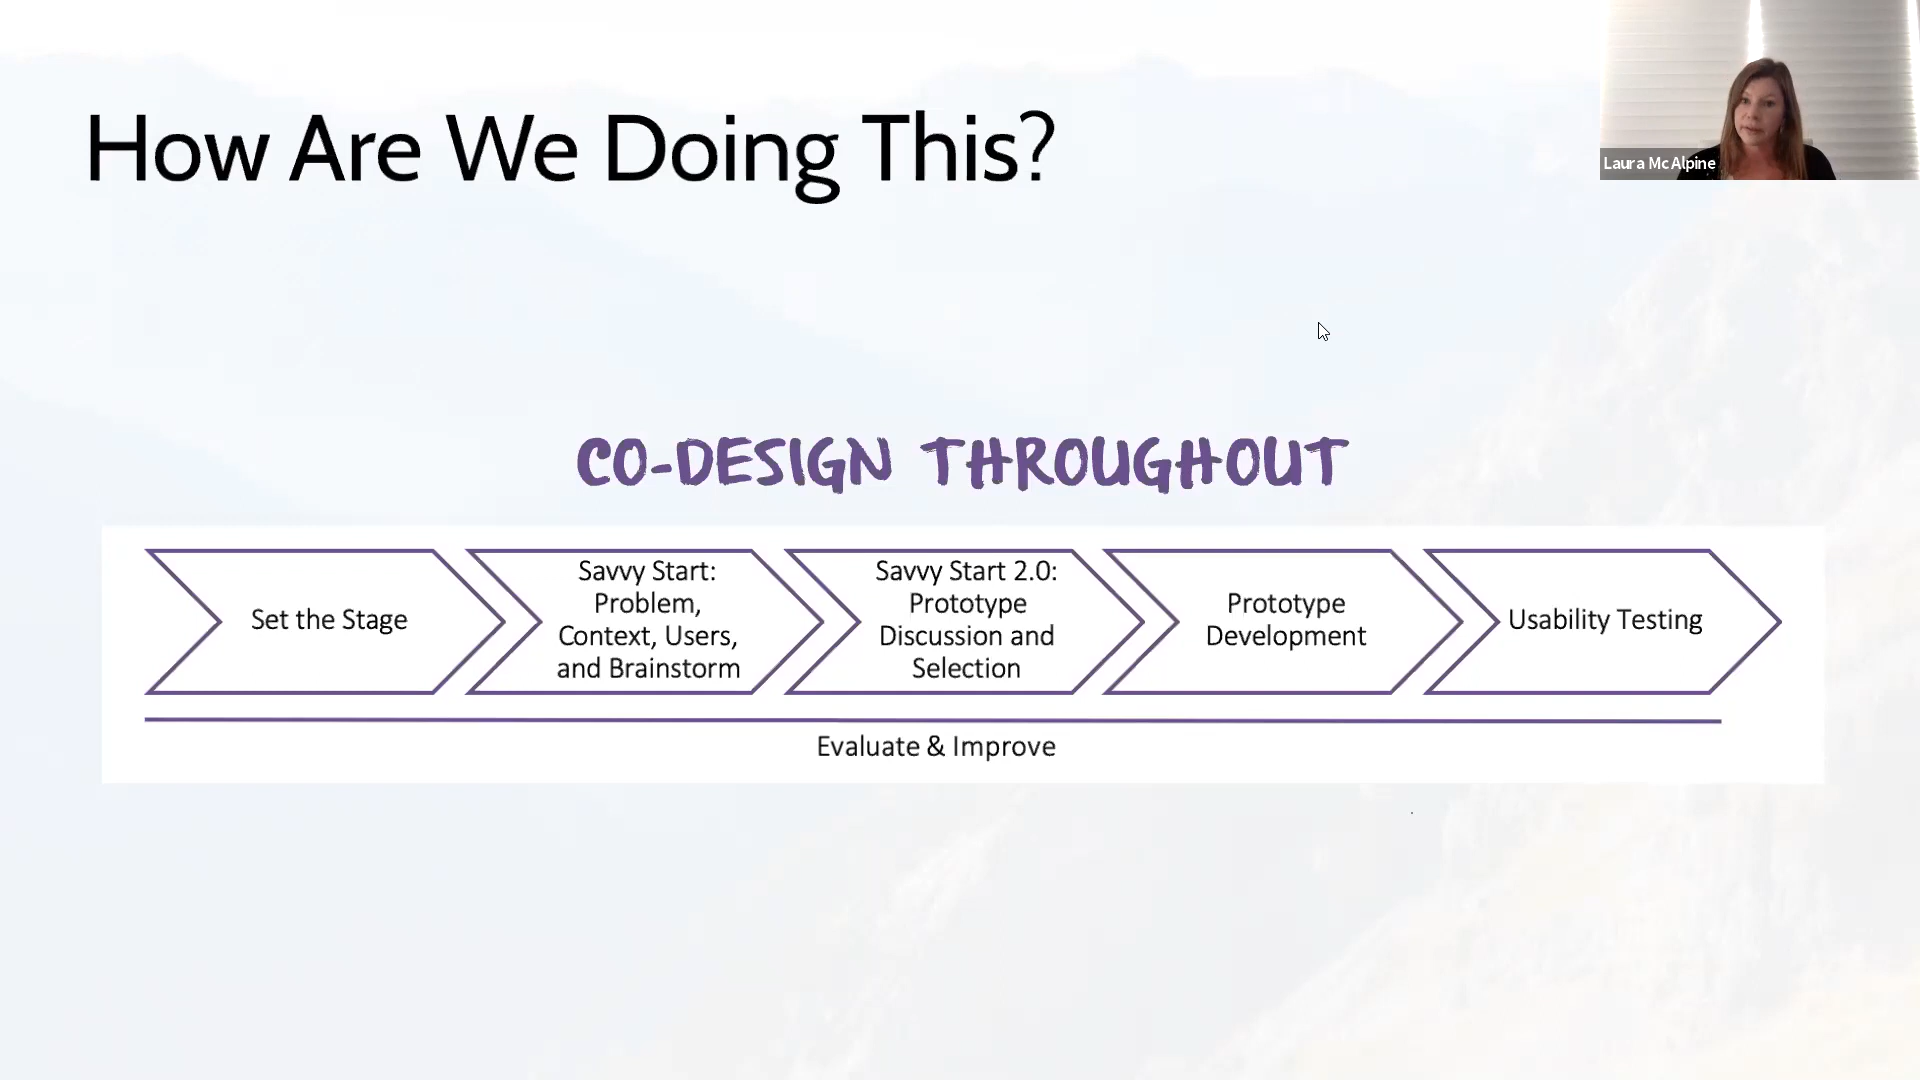 How Are We Doing This?
Laura McAlpine
CO-DESIGN THROUGHOUT
Set the Stage
Savvy Start:
Problem,
Context, Users,
and Brainstorm
Savvy Start 2.0:
Prototype
Discussion and
Selection
Prototype
Development
Usability Testing
Evaluate & Improve